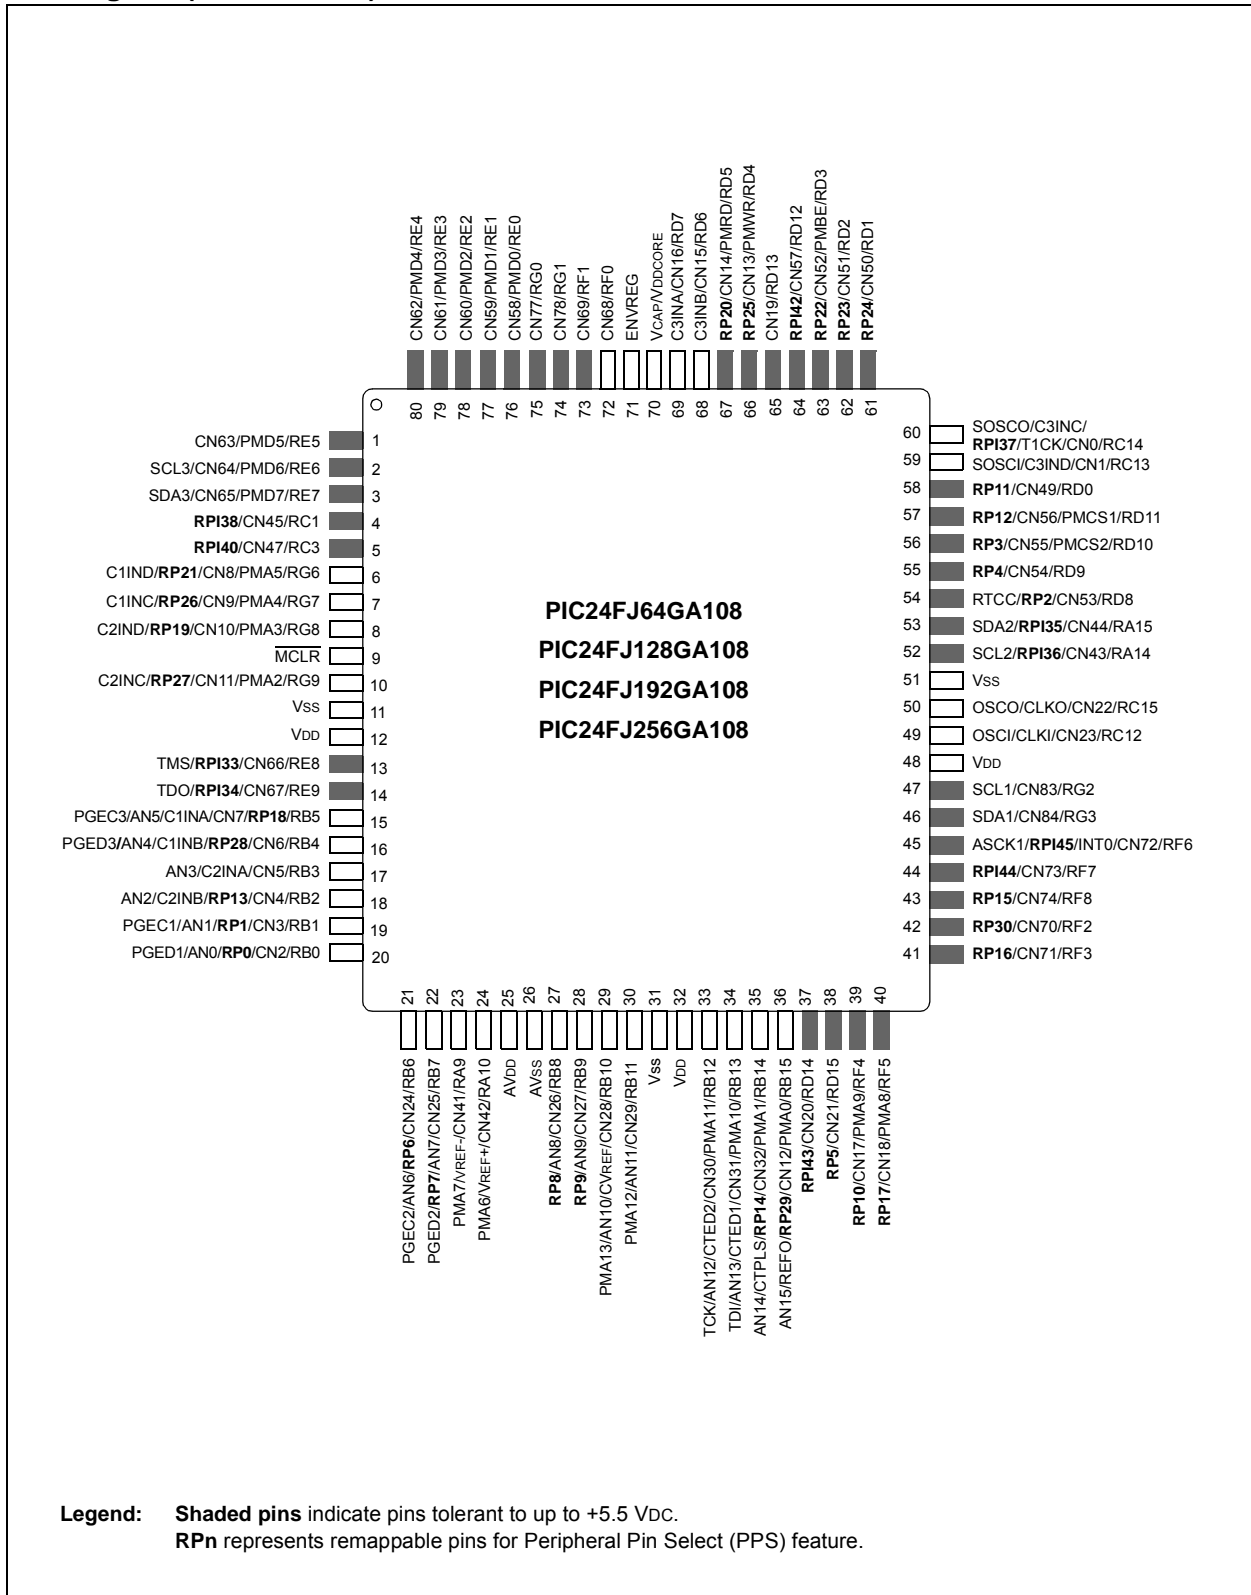 CN62/PMD4/RE4
CN61/PMD3/RE3
CN60/PMD2/RE2
CN59/PMD1/RE1
CN58/PMD0/RE0
CN77/RG0
CN78/RG1
CN69/RF1
CN68/RF0
ENVREG
VCAP/VDDCORE
C3INA/CN16/RD7
C3INB/CN15/RD6
RP20/CN14/PMRD/RD5
RP25/CN13/PMWR/RD4
CN19/RD13
RPI42/CN57/RD12
RP22/CN52/PMBE/RD3
RP23/CN51/RD2
RP24/CN50/RD1
80
79
78
77
76
75
74
73
72
71
70
69
68
67
66
65
64
63
62
61
CN63/PMD5/RE5 1
SCL3/CN64/PMD6/RE6 2
SDA3/CN65/PMD7/RE7 3
RPI38/CN45/RC1 4
RPI40/CN47/RC3 5
C1IND/RP21/CN8/PMA5/RG6 6
C1INC/RP26/CN9/PMA4/RG7 7
C2IND/RP19/CN10/PMA3/RG8 8
MCLR 9
C2INC/RP27/CN11/PMA2/RG9 10
VSS 11
VDD 12
TMS/RPI33/CN66/RE8 13
TDO/RPI34/CN67/RE9 14
PGEC3/AN5/C1INA/CN7/RP18/RB5 15
PGED3/AN4/C1INB/RP28/CN6/RB4 16
AN3/C2INA/CN5/RB3 17
AN2/C2INB/RP13/CN4/RB2 18
PGEC1/AN1/RP1/CN3/RB1 19
PGED1/AN0/RP0/CN2/RB0 20
PIC24FJ64GA108
PIC24FJ128GA108
PIC24FJ192GA108
PIC24FJ256GA108
60 SOSCO/C3INC/
RPI37/T1CK/CN0/RC14
59 SOSCI/C3IND/CN1/RC13
58 RP11/CN49/RD0
57 RP12/CN56/PMCS1/RD11
56 RP3/CN55/PMCS2/RD10
55 RP4/CN54/RD9
54 RTCC/RP2/CN53/RD8
53 SDA2/RPI35/CN44/RA15
52 SCL2/RPI36/CN43/RA14
51 VSS
50 OSCO/CLKO/CN22/RC15
49 OSCI/CLKI/CN23/RC12
48 VDD
47 SCL1/CN83/RG2
46 SDA1/CN84/RG3
45 ASCK1/RPI45/INT0/CN72/RF6
44 RPI44/CN73/RF7
43 RP15/CN74/RF8
42 RP30/CN70/RF2
41 RP16/CN71/RF3
21
22
23
24
25
26
27
28
29
30
31
32
33
34
35
36
37
38
39
40
PGEC2/AN6/RP6/CN24/RB6
PGED2/RP7/AN7/CN25/RB7
PMA7/VREF-/CN41/RA9
PMA6/VREF+/CN42/RA10
AVDD
AVSS
RP8/AN8/CN26/RB8
RP9/AN9/CN27/RB9
PMA13/AN10/CVREF/CN28/RB10
PMA12/AN11/CN29/RB11
VSS
VDD
TCK/AN12/CTED2/CN30/PMA11/RB12
TDI/AN13/CTED1/CN31/PMA10/RB13
AN14/CTPLS/RP14/CN32/PMA1/RB14
AN15/REFO/RP29/CN12/PMA0/RB15
RPI43/CN20/RD14
RP5/CN21/RD15
RP10/CN17/PMA9/RF4
RP17/CN18/PMA8/RF5
Legend: Shaded pins indicate pins tolerant to up to +5.5 VDC.
RPn represents remappable pins for Peripheral Pin Select (PPS) feature.